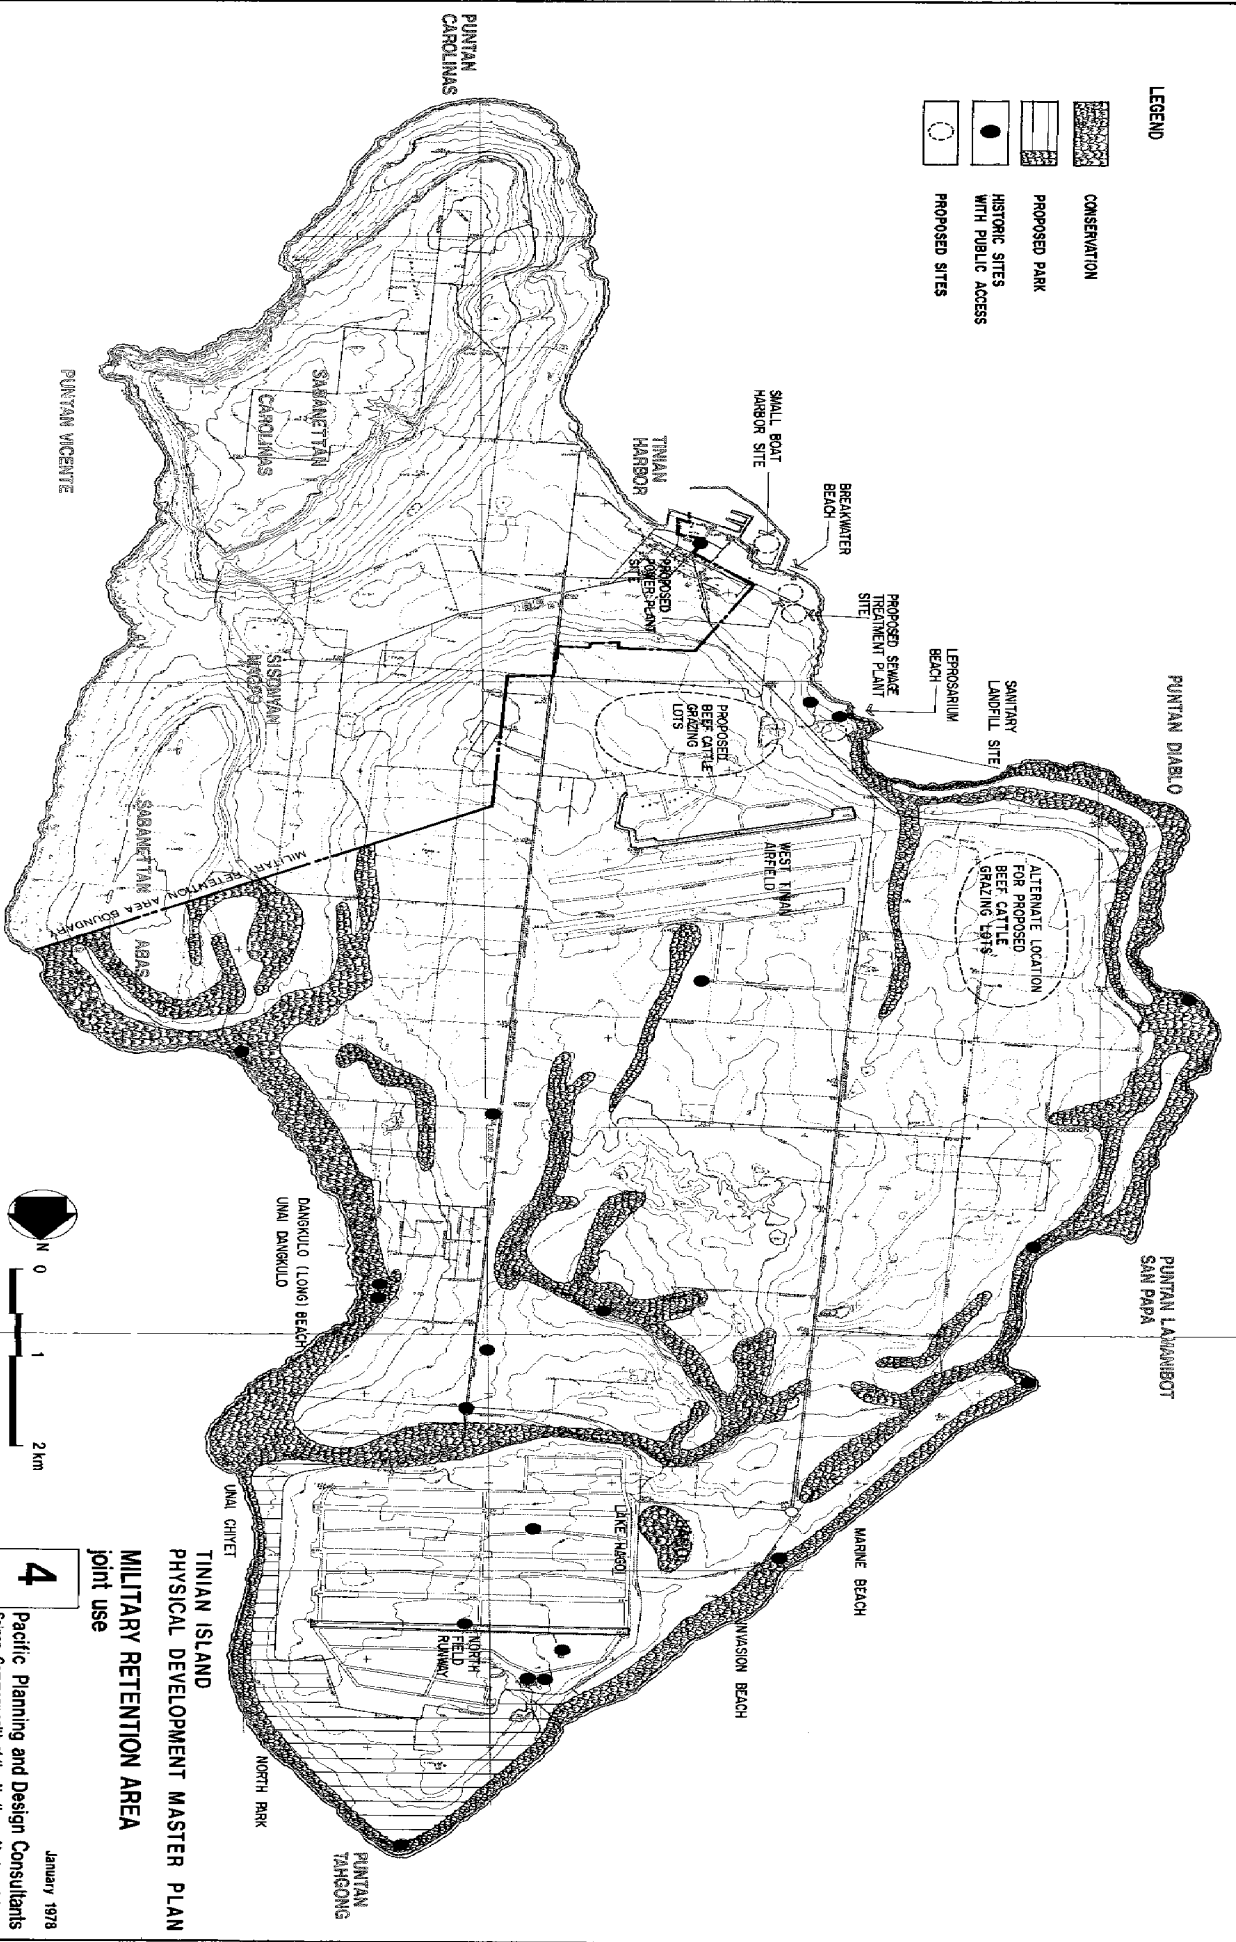 LEGEND
CONSERVATION
PROPOSED PARK
HISTORIC SITES
WITH PUBLIC ACCESS
PROPOSED SITES
PUNTAN
CAROLINAS
PUNTAN VICENTE
SABANETTAN
CAROLINAS
TINIAN
HARBOR
SMALL BOAT
HARBOR SITE
BREAKWATER
BEACH
PROPOSED
POWER PLANT
SITE
PROPOSED SEWAGE
TREATMENT PLANT
SITE
LEPROSARIUM
BEACH
SANITARY
LANDFILL SITE
PUNTAN DIABLO
PROPOSED
BEEF CATTLE
GRAZING
LOTS
ALTERNATE LOCATION
FOR PROPOSED
BEEF CATTLE
GRAZING LOTS
WEST TINIAN
AIRFIELD
SISONYAN
MAGPO
SABANETTAN
ABAS
MILITARY RETENTION AREA BOUNDARY
PUNTAN LAMANIBOT
SAN PAPA
DANGKULO (LONG) BEACH
UNAI DANGKULO
UNAI CHIYET
LAKE HAGOI
MARINE BEACH
INVASION BEACH
NORTH
FIELD
RUNWAY
NORTH PARK
PUNTAN
TAHGONG
N
0 1 2km
TINIAN ISLAND
PHYSICAL DEVELOPMENT MASTER PLAN
MILITARY RETENTION AREA
joint use
January 1978
4
Pacific Planning and Design Consultants